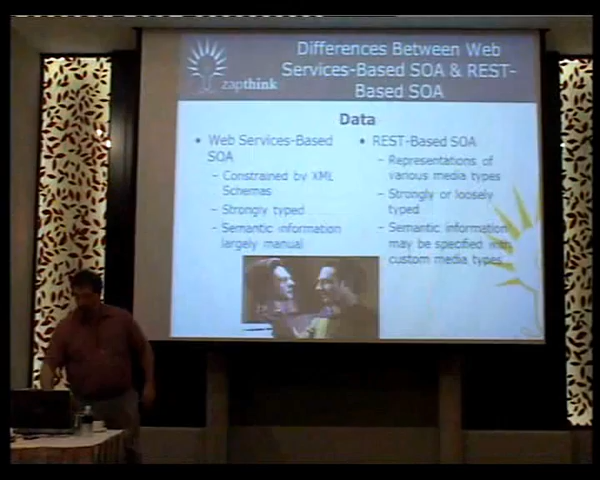 Differences Between Web
Services-Based SOA & REST-
Based SOA
zapthink
Data
• Web Services-Based
SOA
- Constrained by XML
Schemas
- Strongly typed
- Semantic information
largely manual
• REST-Based SOA
- Representations of
various media types
- Strongly or loosely
typed
- Semantic information
may be specified with
custom media types